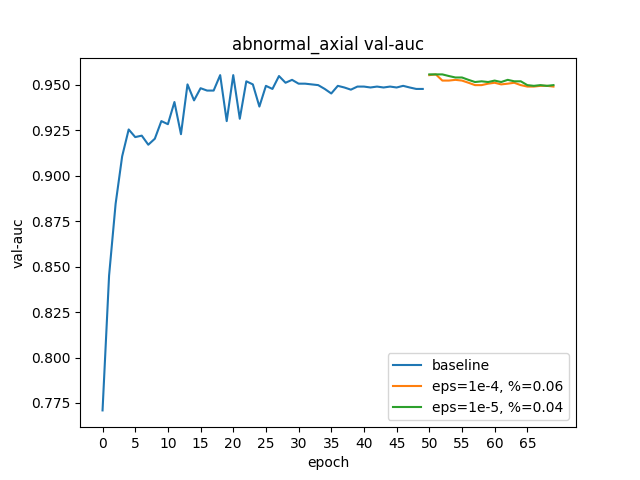 abnormal_axial val-auc
val-auc
0.950
0.925
0.900
0.875
0.850
0.825
0.800
0.775
0 5 10 15 20 25 30 35 40 45 50 55 60 65
epoch
baseline
eps=1e-4, %=0.06
eps=1e-5, %=0.04